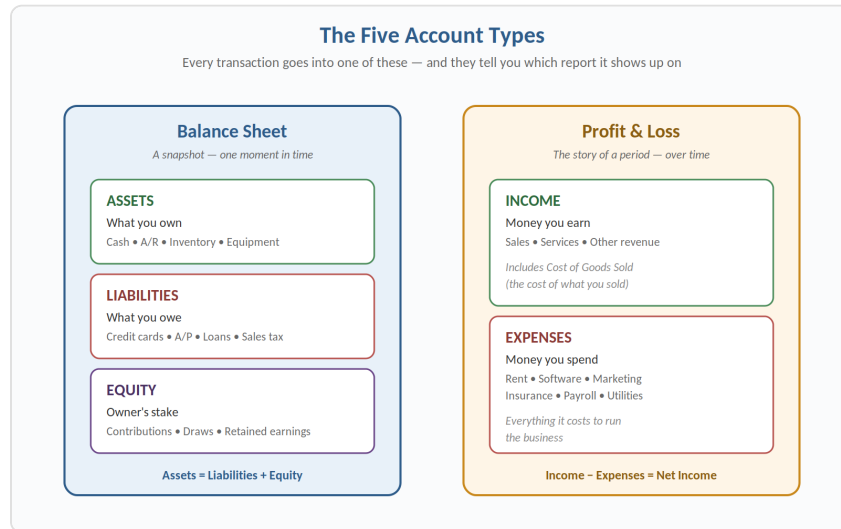 The Five Account Types
Every transaction goes into one of these — and they tell you which report it shows up on
Balance Sheet
A snapshot — one moment in time
ASSETS
What you own
Cash • A/R • Inventory • Equipment
LIABILITIES
What you owe
Credit cards • A/P • Loans • Sales tax
EQUITY
Owner's stake
Contributions • Draws • Retained earnings
Assets = Liabilities + Equity
Profit & Loss
The story of a period — over time
INCOME
Money you earn
Sales • Services • Other revenue
Includes Cost of Goods Sold
(the cost of what you sold)
EXPENSES
Money you spend
Rent • Software • Marketing
Insurance • Payroll • Utilities
Everything it costs to run
the business
Income − Expenses = Net Income